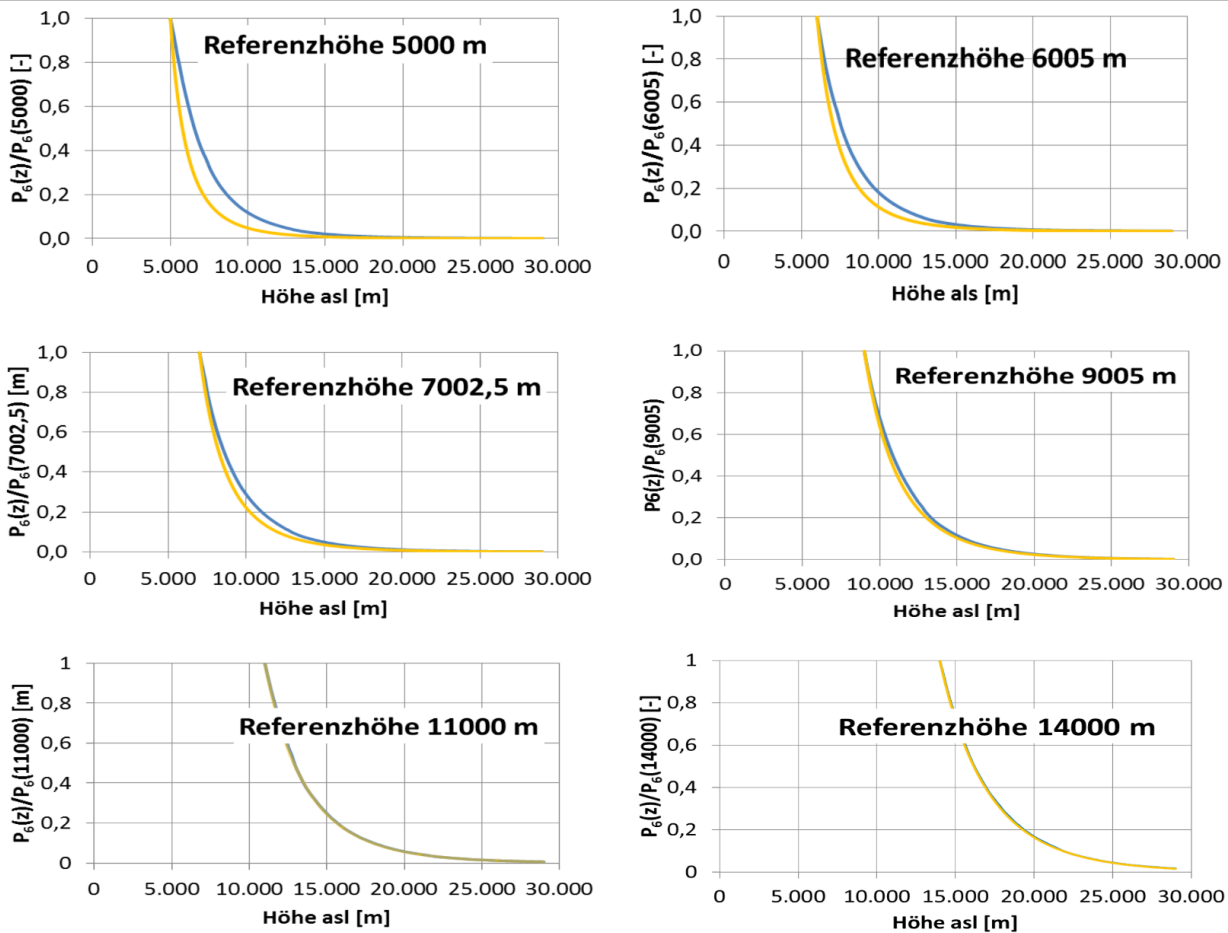 Referenzhöhe 5000 m
P₆(z)/P₆(5000) [-]
1,0
0,8
0,6
0,4
0,2
0,0
0 5.000 10.000 15.000 20.000 25.000 30.000
Höhe asl [m]
Referenzhöhe 6005 m
P₆(z)/P₆(6005) [-]
1,0
0,8
0,6
0,4
0,2
0,0
0 5.000 10.000 15.000 20.000 25.000 30.000
Höhe als [m]
Referenzhöhe 7002,5 m
P₆(z)/P₆(7002,5) [m]
1,0
0,8
0,6
0,4
0,2
0,0
0 5.000 10.000 15.000 20.000 25.000 30.000
Höhe asl [m]
Referenzhöhe 9005 m
P6(z)/P₆(9005)
1,0
0,8
0,6
0,4
0,2
0,0
0 5.000 10.000 15.000 20.000 25.000 30.000
Höhe asl [m]
Referenzhöhe 11000 m
P₆(z)/P₆(11000) [m]
1
0,8
0,6
0,4
0,2
0
0 5.000 10.000 15.000 20.000 25.000 30.000
Höhe asl [m]
Referenzhöhe 14000 m
P₆(z)/P₆(14000) [-]
1
0,8
0,6
0,4
0,2
0
0 5.000 10.000 15.000 20.000 25.000 30.000
Höhe asl [m]